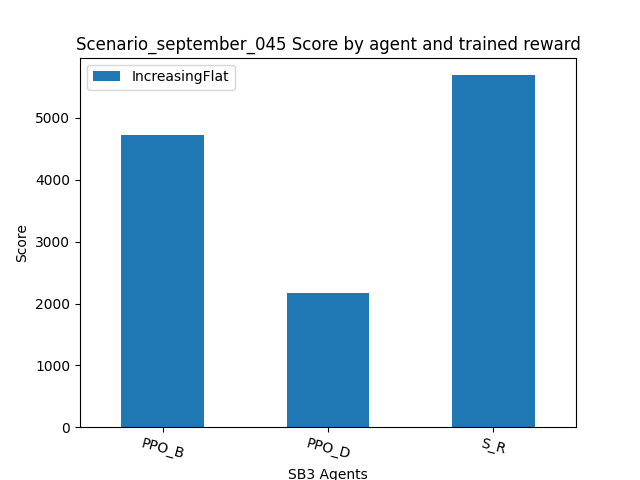 Scenario_september_045 Score by agent and trained reward
IncreasingFlat
Score
5000
4000
3000
2000
1000
0
PPO_B
PPO_D
S_R
SB3 Agents